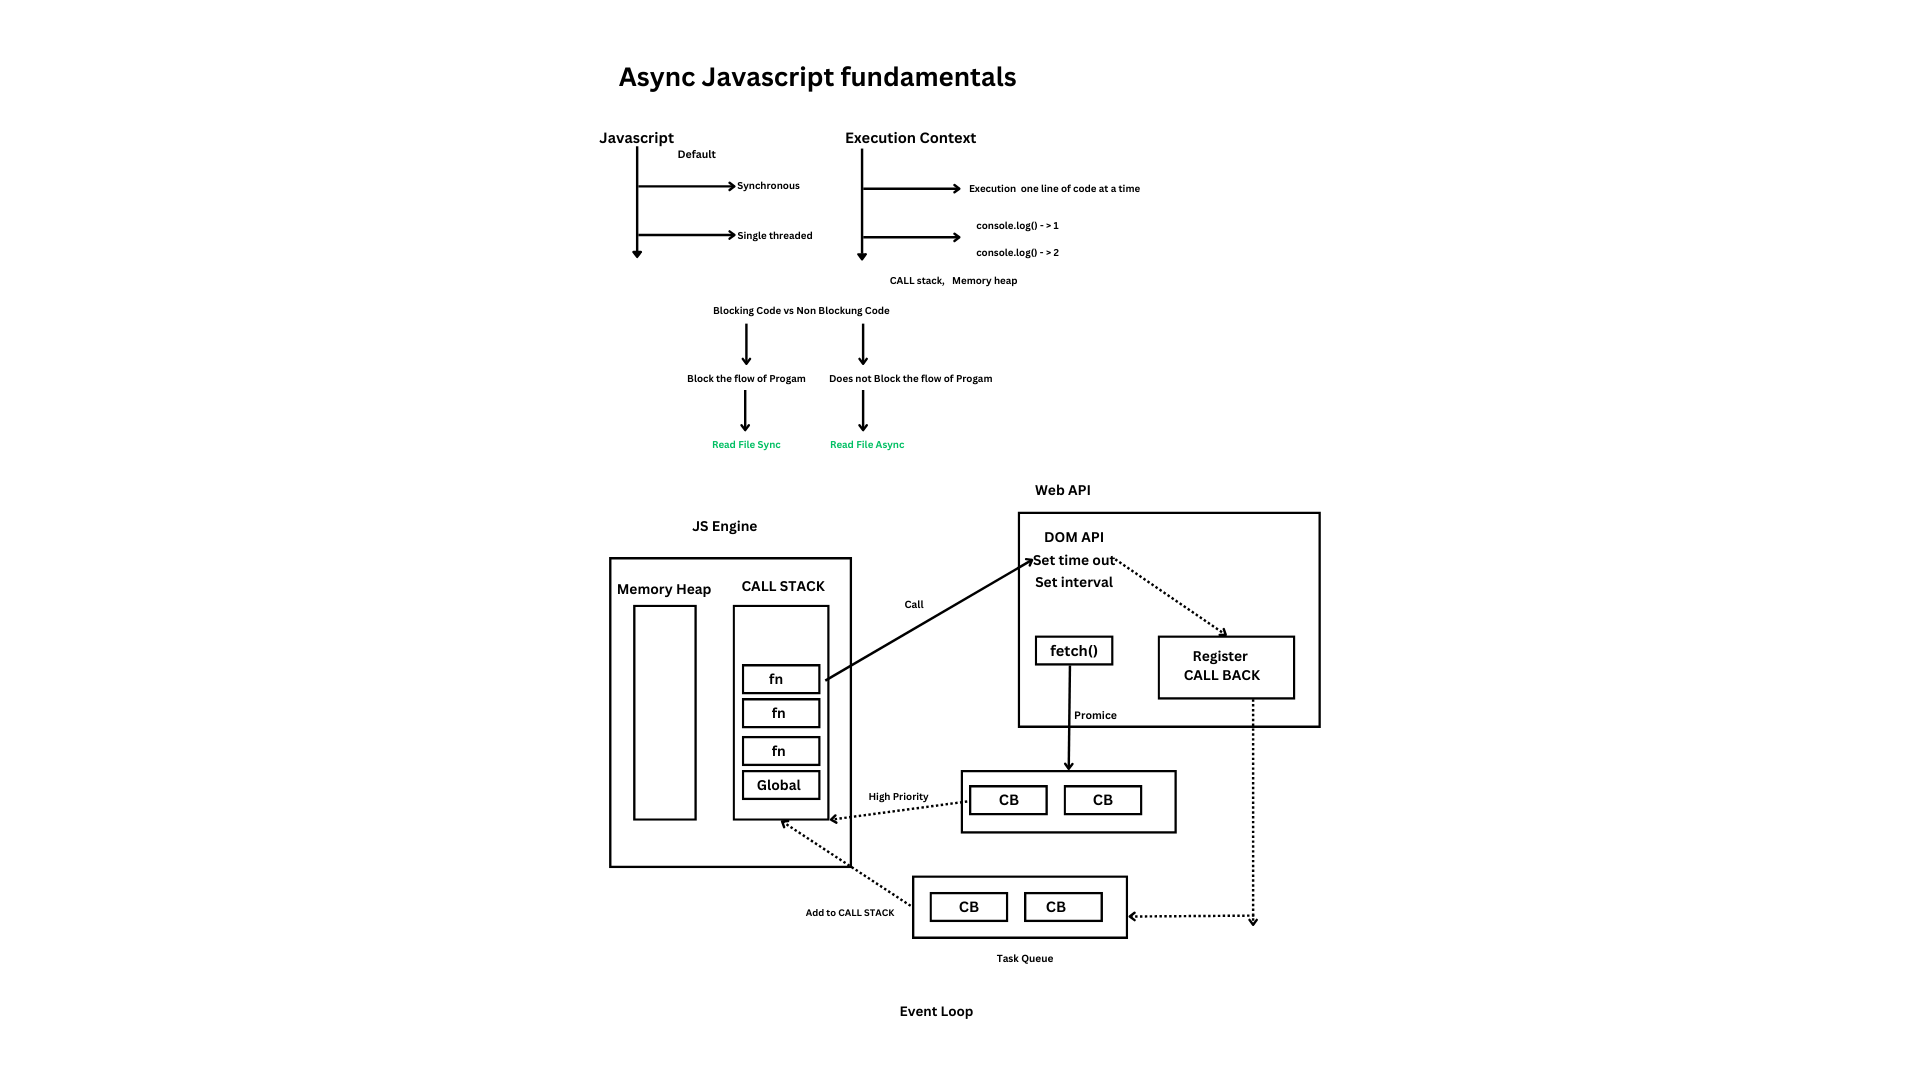 Async Javascript fundamentals
Javascript
Default
Synchronous
Single threaded
Execution Context
Execution  one line of code at a time
console.log() - > 1
console.log() - > 2
CALL stack,   Memory heap
Blocking Code vs Non Blockung Code
Block the flow of Progam
Does not Block the flow of Progam
Read File Sync
Read File Async
JS Engine
Memory Heap
CALL STACK
fn
fn
fn
Global
Call
Web API
DOM API
Set time out
Set interval
fetch()
Register
CALL BACK
Promice
High Priority
CB
CB
Add to CALL STACK
CB
CB
Task Queue
Event Loop